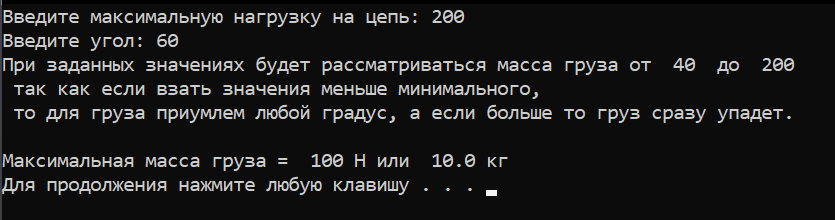 Введите максимальную нагрузку на цепь: 200
Введите угол: 60
При заданных значениях будет рассматриваться масса груза от  40  до  200
 так как если взать значения меньше минимального,
 то для груза приумлем любой градус, а если больше то груз сразу упадет.

Максимальная масса груза =  100 Н или  10.0 кг
Для продолжения нажмите любую клавишу . . .